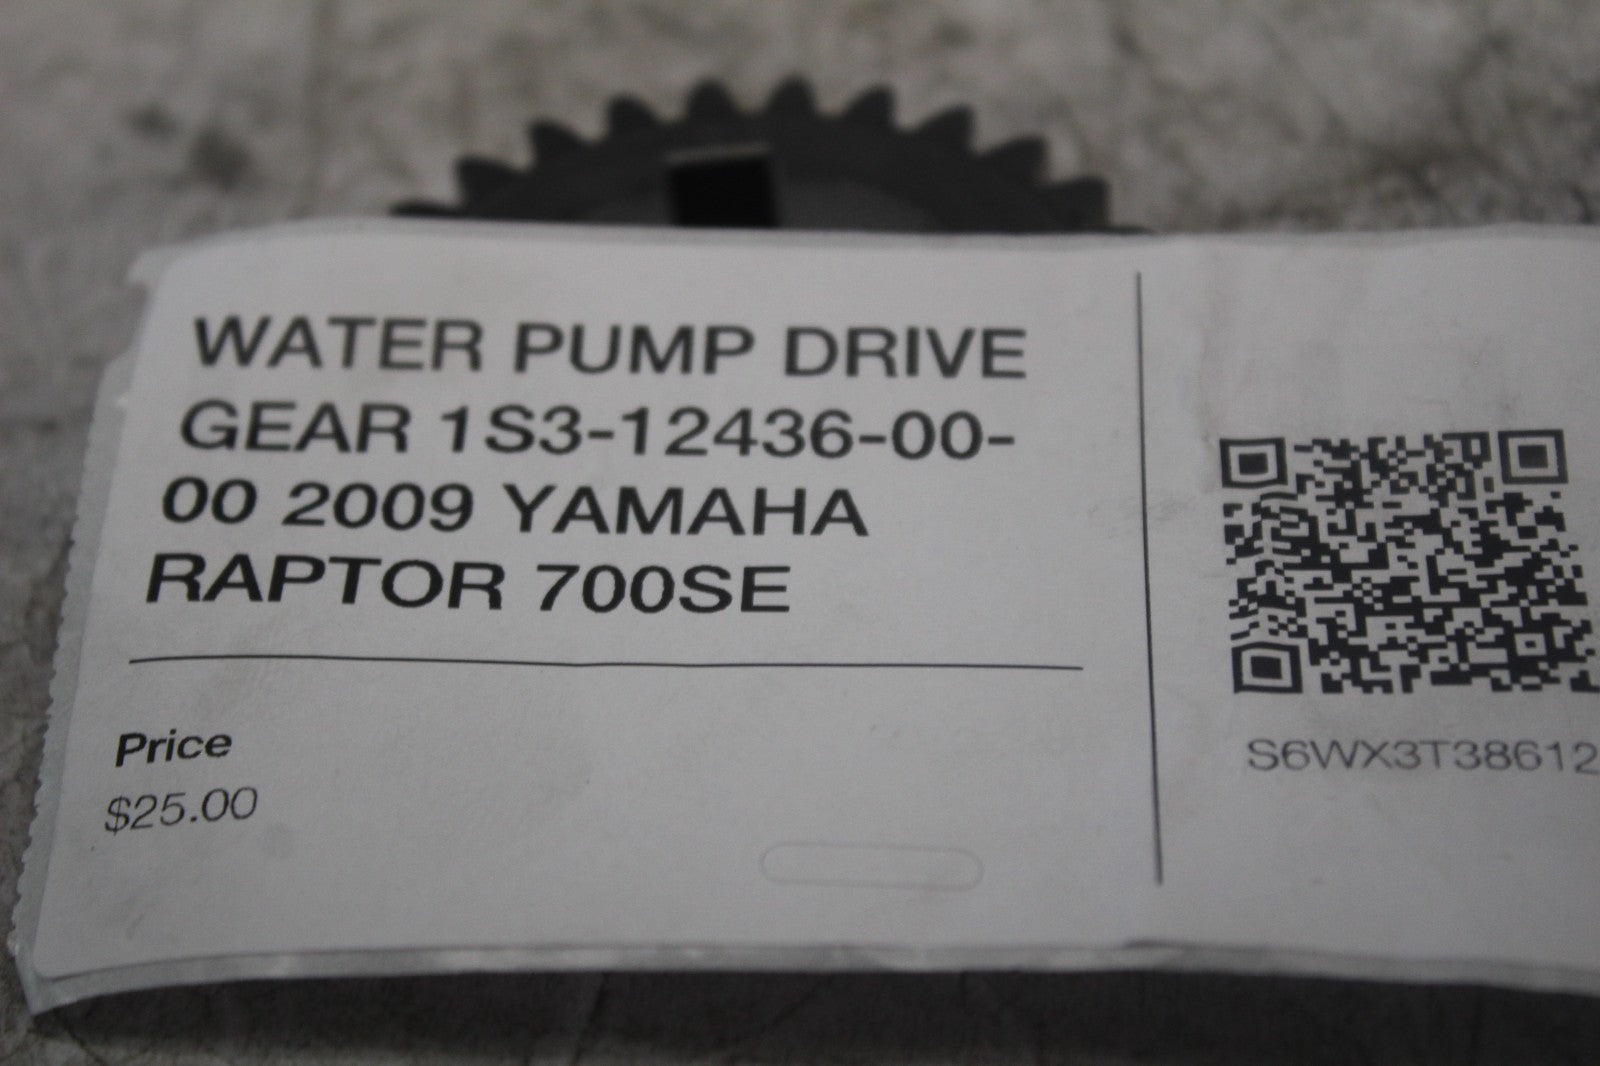 WATER PUMP DRIVE
GEAR 1S3-12436-00-
00 2009 YAMAHA
RAPTOR 700SE
Price
$25.00
S6WX3T38612